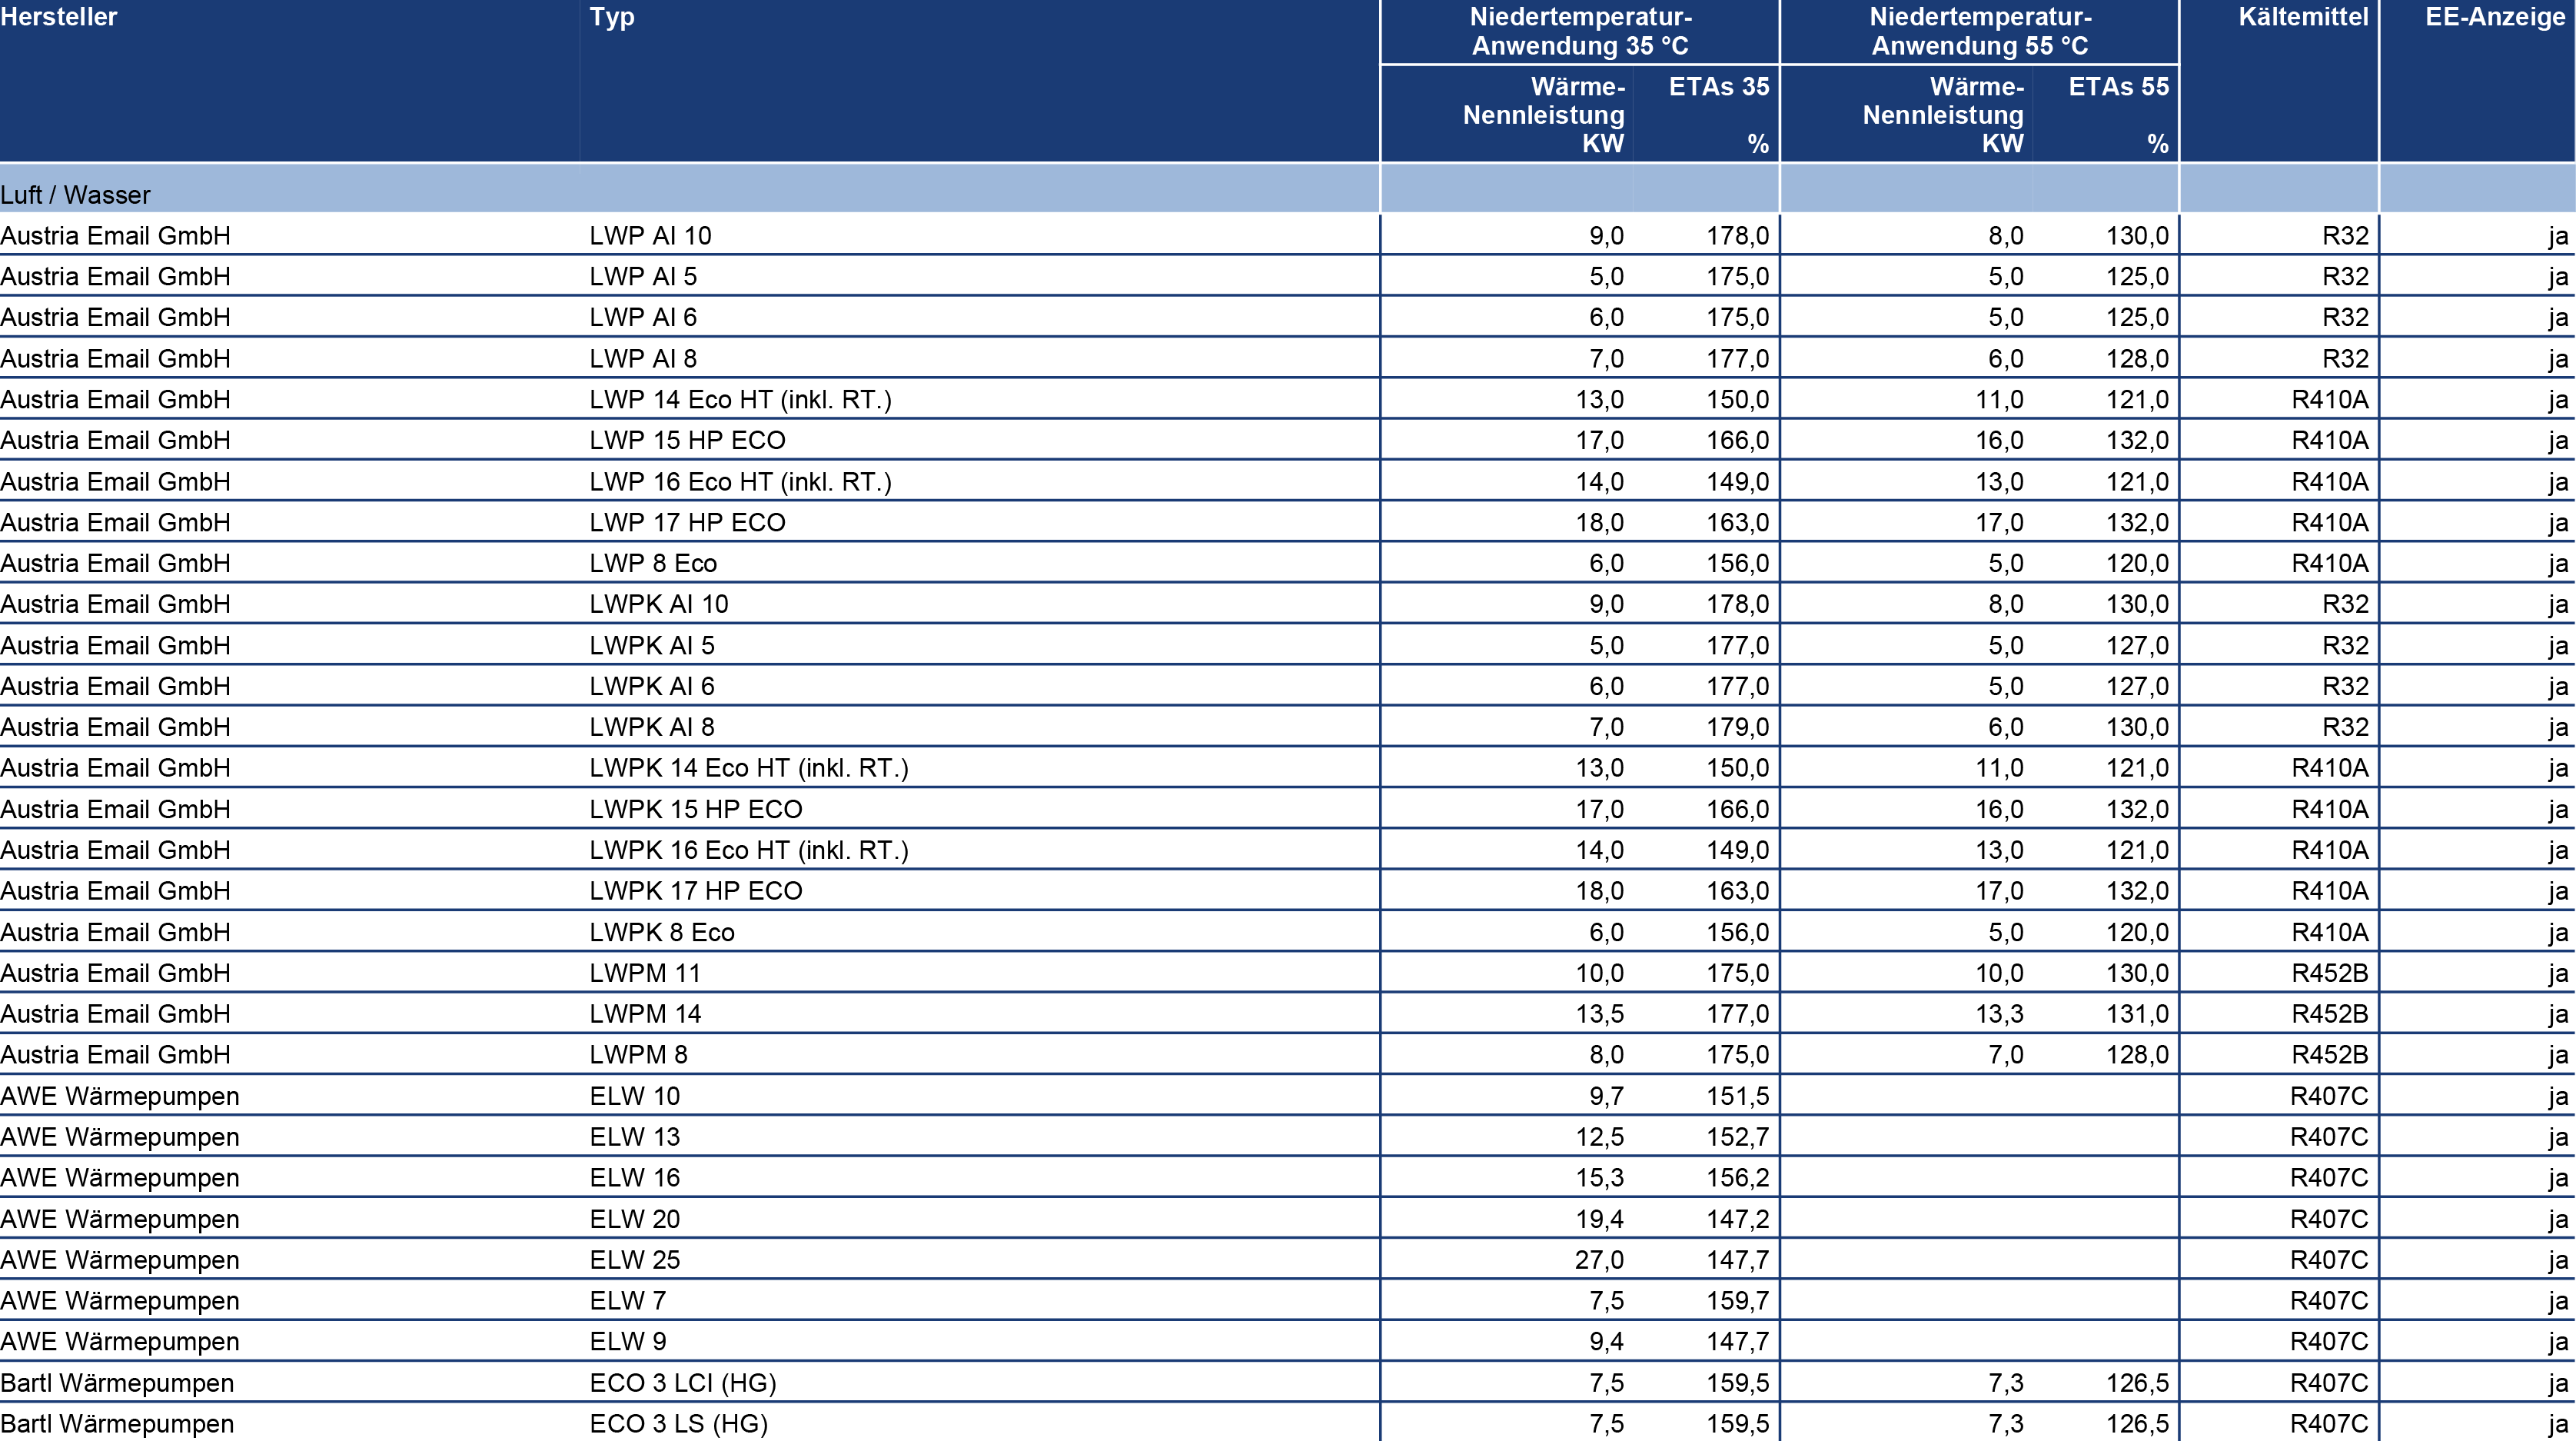 Hersteller Typ Niedertemperatur- Niedertemperatur- Kältemittel EE-Anzeige
Anwendung 35 °C Anwendung 55 °C
Wärme- ETAs 35 Wärme- ETAs 55
Nennleistung Nennleistung
KW % KW %
Luft / Wasser
Austria Email GmbH LWP AI 10 9,0 178,0 8,0 130,0 R32 ja
Austria Email GmbH LWP AI 5 5,0 175,0 5,0 125,0 R32 ja
Austria Email GmbH LWP AI 6 6,0 175,0 5,0 125,0 R32 ja
Austria Email GmbH LWP AI 8 7,0 177,0 6,0 128,0 R32 ja
Austria Email GmbH LWP 14 Eco HT (inkl. RT.) 13,0 150,0 11,0 121,0 R410A ja
Austria Email GmbH LWP 15 HP ECO 17,0 166,0 16,0 132,0 R410A ja
Austria Email GmbH LWP 16 Eco HT (inkl. RT.) 14,0 149,0 13,0 121,0 R410A ja
Austria Email GmbH LWP 17 HP ECO 18,0 163,0 17,0 132,0 R410A ja
Austria Email GmbH LWP 8 Eco 6,0 156,0 5,0 120,0 R410A ja
Austria Email GmbH LWPK AI 10 9,0 178,0 8,0 130,0 R32 ja
Austria Email GmbH LWPK AI 5 5,0 177,0 5,0 127,0 R32 ja
Austria Email GmbH LWPK AI 6 6,0 177,0 5,0 127,0 R32 ja
Austria Email GmbH LWPK AI 8 7,0 179,0 6,0 130,0 R32 ja
Austria Email GmbH LWPK 14 Eco HT (inkl. RT.) 13,0 150,0 11,0 121,0 R410A ja
Austria Email GmbH LWPK 15 HP ECO 17,0 166,0 16,0 132,0 R410A ja
Austria Email GmbH LWPK 16 Eco HT (inkl. RT.) 14,0 149,0 13,0 121,0 R410A ja
Austria Email GmbH LWPK 17 HP ECO 18,0 163,0 17,0 132,0 R410A ja
Austria Email GmbH LWPK 8 Eco 6,0 156,0 5,0 120,0 R410A ja
Austria Email GmbH LWPM 11 10,0 175,0 10,0 130,0 R452B ja
Austria Email GmbH LWPM 14 13,5 177,0 13,3 131,0 R452B ja
Austria Email GmbH LWPM 8 8,0 175,0 7,0 128,0 R452B ja
AWE Wärmepumpen ELW 10 9,7 151,5 R407C ja
AWE Wärmepumpen ELW 13 12,5 152,7 R407C ja
AWE Wärmepumpen ELW 16 15,3 156,2 R407C ja
AWE Wärmepumpen ELW 20 19,4 147,2 R407C ja
AWE Wärmepumpen ELW 25 27,0 147,7 R407C ja
AWE Wärmepumpen ELW 7 7,5 159,7 R407C ja
AWE Wärmepumpen ELW 9 9,4 147,7 R407C ja
Bartl Wärmepumpen ECO 3 LCI (HG) 7,5 159,5 7,3 126,5 R407C ja
Bartl Wärmepumpen ECO 3 LS (HG) 7,5 159,5 7,3 126,5 R407C ja